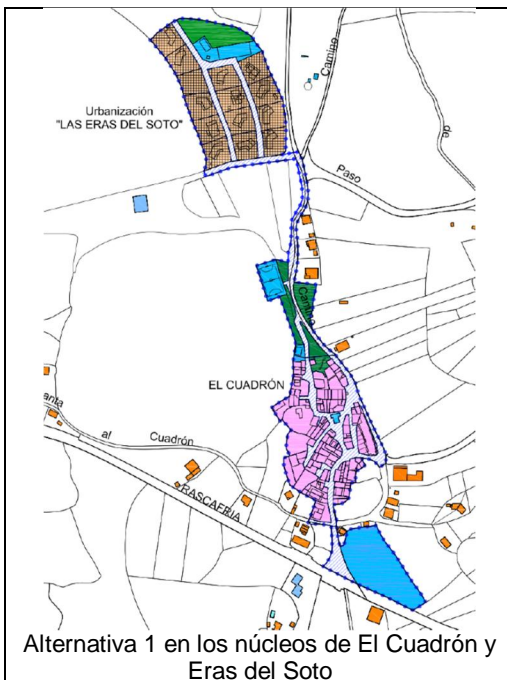 Camino
Urbanización
"LAS ERAS DEL SOTO"
Paso
de
Camino
EL CUADRÓN
anta
al
Cuadrón
RASCAFRIA
Alternativa 1 en los núcleos de El Cuadrón y
Eras del Soto